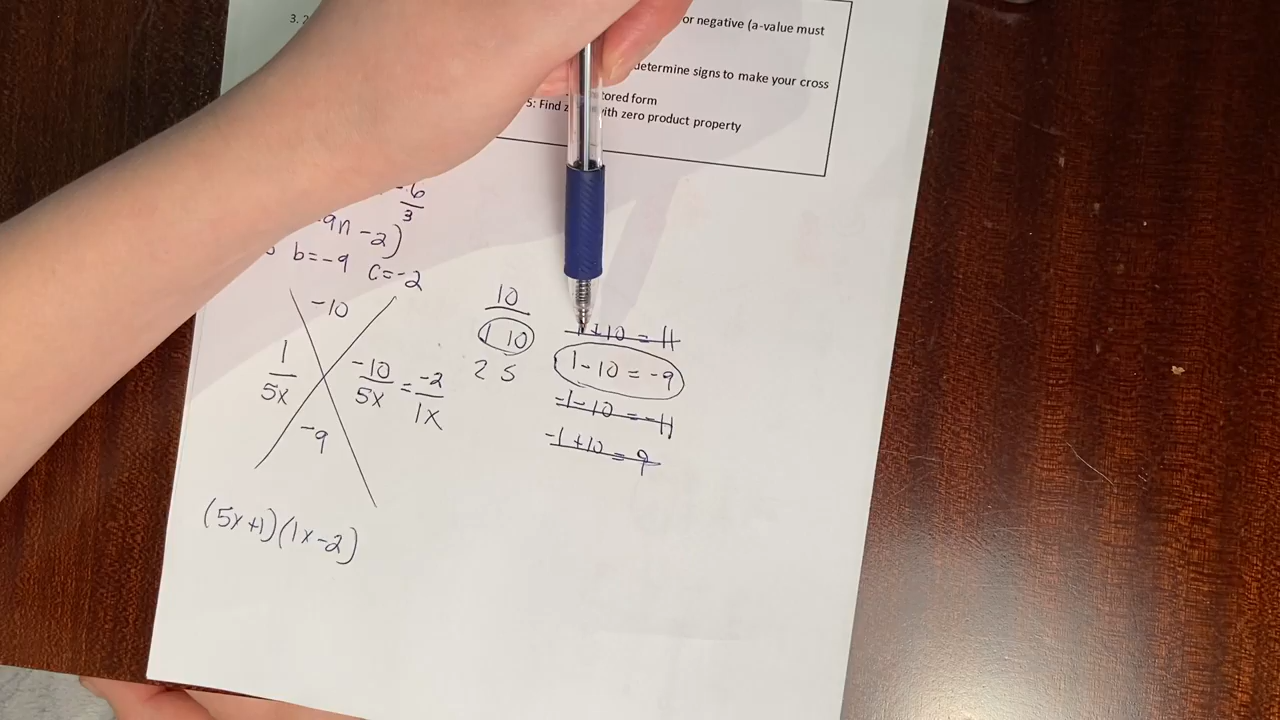 3. 2
or negative (a-value must
determine signs to make your cross
tored form
5: Find z with zero product property
-6
3
9n -2)
b=-9 c=-2
-10
1
5x
-10 = -2
5x 1x
-9
(5x+1)(1x-2)
10
1 10
2 5
1+10 = 11
1-10 = -9
-1-10 = -11
-1+10 = 9